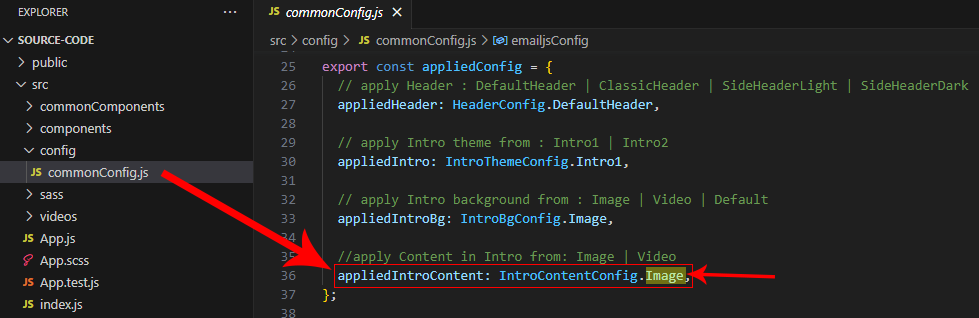 EXPLORER
SOURCE-CODE
public
src
commonComponents
components
config
JS commonConfig.js
sass
videos
JS App.js
App.scss
JS App.test.js
JS index.js
JS commonConfig.js
src > config > JS commonConfig.js > emailjsConfig
25 export const appliedConfig = {
26 // apply Header : DefaultHeader | ClassicHeader | SideHeaderLight | SideHeaderDark
27 appliedHeader: HeaderConfig.DefaultHeader,
28
29 // apply Intro theme from : Intro1 | Intro2
30 appliedIntro: IntroThemeConfig.Intro1,
31
32 // apply Intro background from : Image | Video | Default
33 appliedIntroBg: IntroBgConfig.Image,
34
35 //apply Content in Intro from: Image | Video
36 appliedIntroContent: IntroContentConfig.Image,
37 };
38